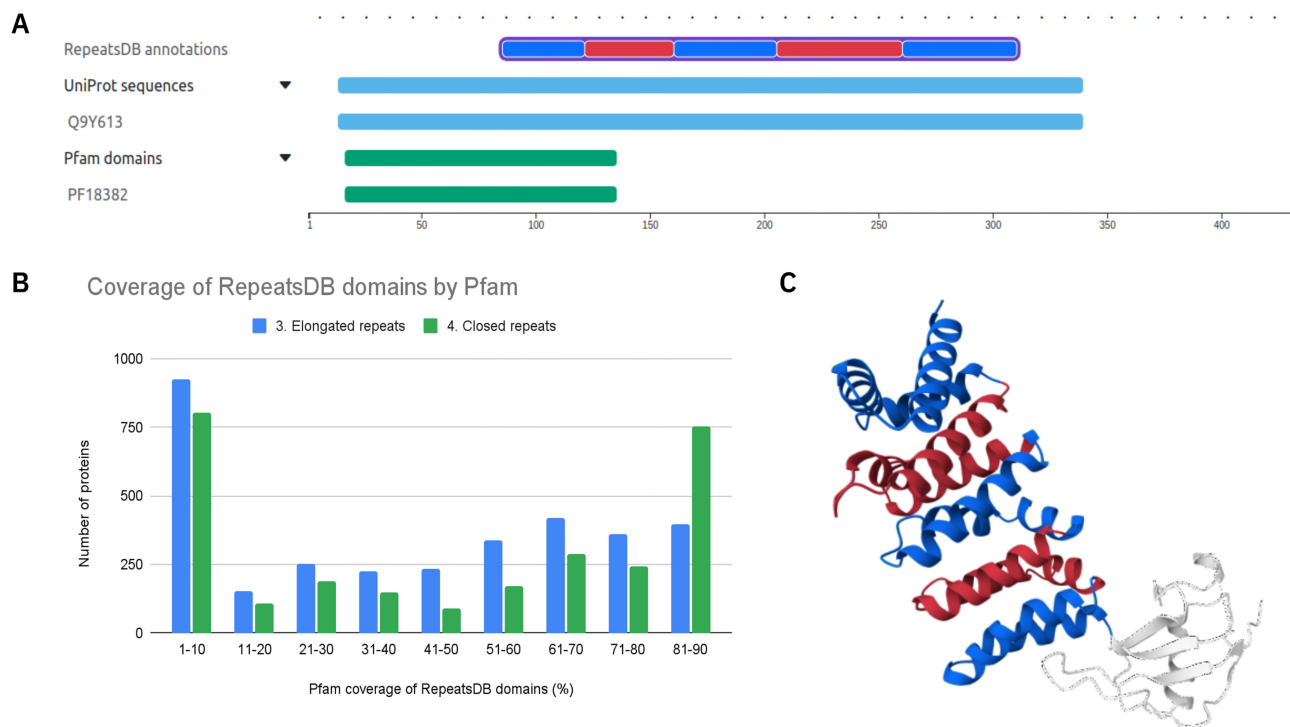 A
RepeatsDB annotations
UniProt sequences
Q9Y613
Pfam domains
PF18382
1 50 100 150 200 250 300 350 400
B
Coverage of RepeatsDB domains by Pfam
3. Elongated repeats 4. Closed repeats
Number of proteins
1000
750
500
250
0
1-10 11-20 21-30 31-40 41-50 51-60 61-70 71-80 81-90
Pfam coverage of RepeatsDB domains (%)
C